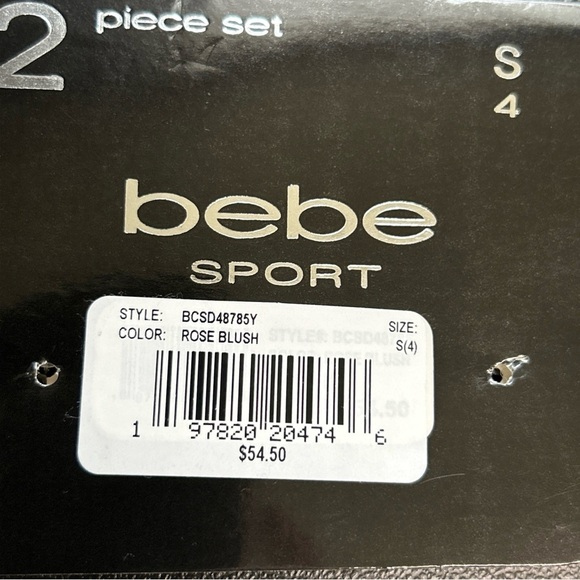 2 piece set
S
4
bebe
SPORT
STYLE: BCSD48785Y
COLOR: ROSE BLUSH
SIZE:
S(4)
1 97820 20474 6
$54.50